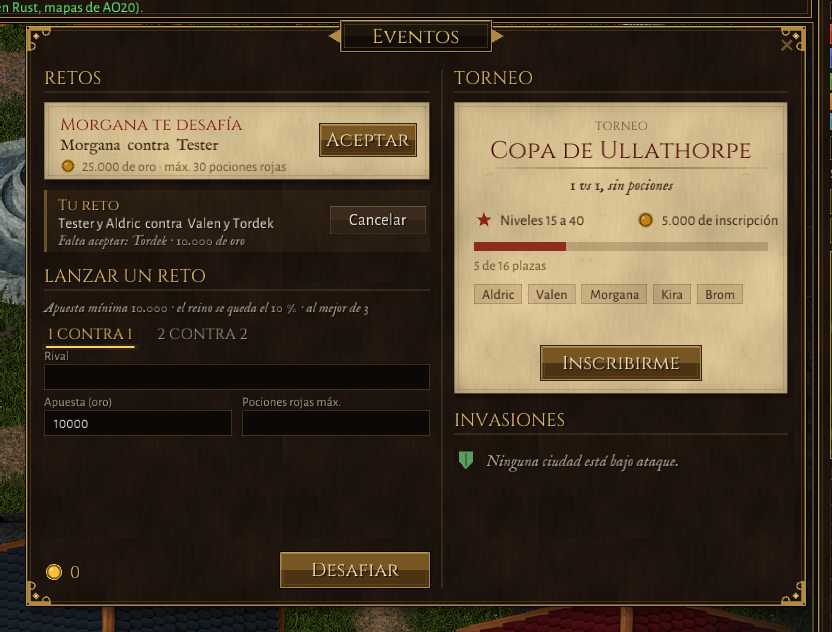 en Rust, mapas de AO20).
Eventos
RETOS
Morgana te desafía
Morgana contra Tester
25.000 de oro · máx. 30 pociones rojas
Aceptar
Tu reto
Tester y Aldric contra Valen y Tordek
Falta aceptar: Tordek · 10.000 de oro
Cancelar
LANZAR UN RETO
Apuesta mínima 10.000 · el reino se queda el 10 % · al mejor de 3
1 CONTRA 1
2 CONTRA 2
Rival
Apuesta (oro)
Pociones rojas máx.
10000
0
Desafiar
TORNEO
TORNEO
Copa de Ullathorpe
1 vs 1, sin pociones
Niveles 15 a 40
5.000 de inscripción
5 de 16 plazas
Aldric
Valen
Morgana
Kira
Brom
Inscribirme
INVASIONES
Ninguna ciudad está bajo ataque.